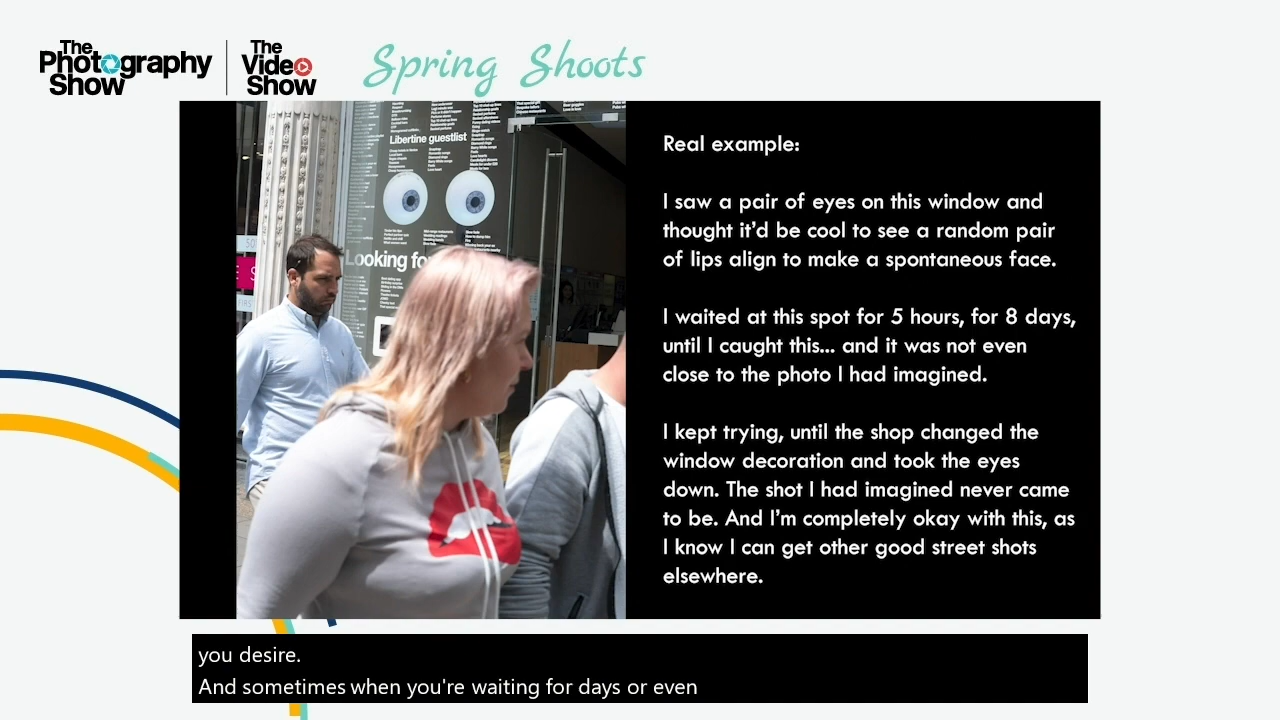 The Photography Show
The Video Show
Spring Shoots
Libertine guestlist
Looking for
Real example:
I saw a pair of eyes on this window and
thought it'd be cool to see a random pair
of lips align to make a spontaneous face.
I waited at this spot for 5 hours, for 8 days,
until I caught this... and it was not even
close to the photo I had imagined.
I kept trying, until the shop changed the
window decoration and took the eyes
down. The shot I had imagined never came
to be. And I'm completely okay with this, as
I know I can get other good street shots
elsewhere.
you desire.
And sometimes when you're waiting for days or even